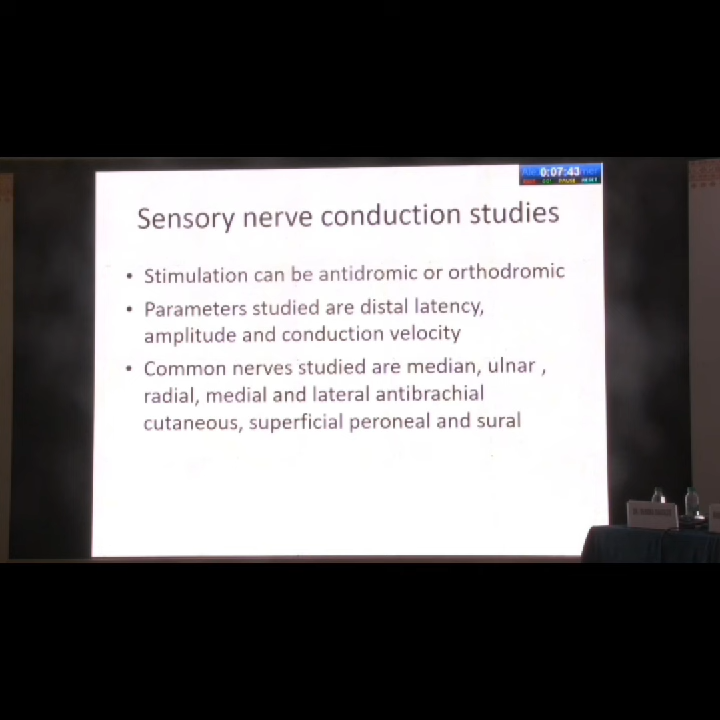 0:07:43
Sensory nerve conduction studies
• Stimulation can be antidromic or orthodromic
• Parameters studied are distal latency,
amplitude and conduction velocity
• Common nerves studied are median, ulnar ,
radial, medial and lateral antibrachial
cutaneous, superficial peroneal and sural